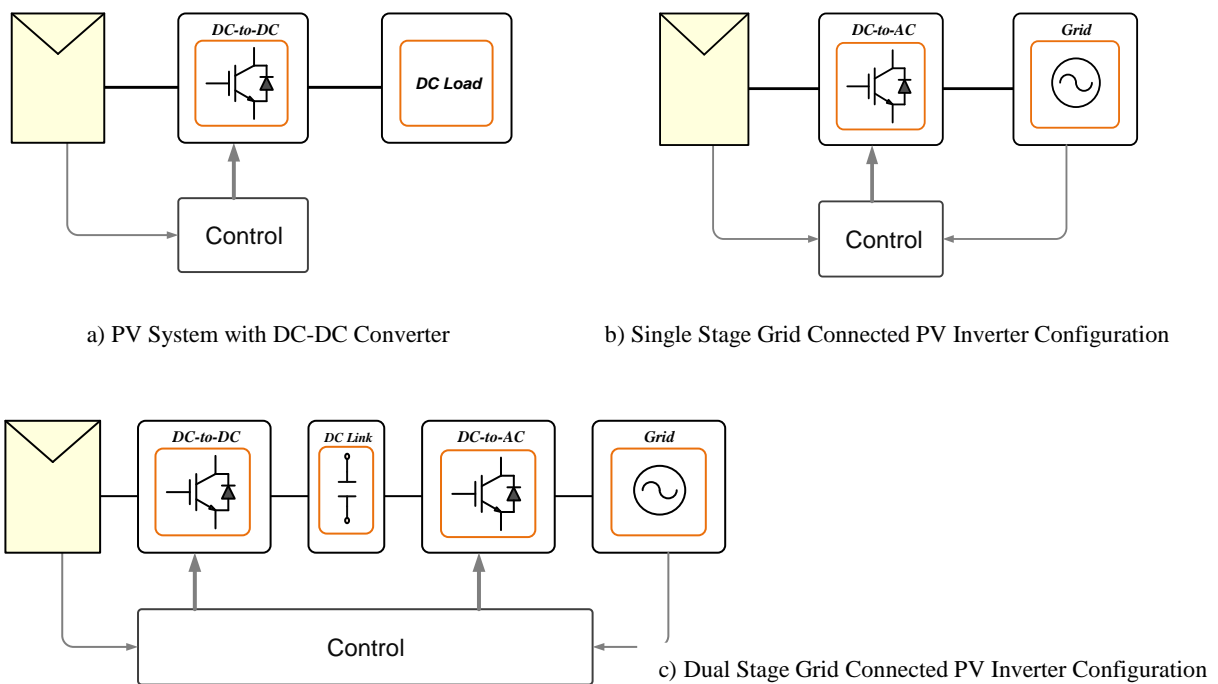 DC-to-DC
DC Load
Control
a) PV System with DC-DC Converter
DC-to-AC
Grid
Control
b) Single Stage Grid Connected PV Inverter Configuration
DC-to-DC
DC Link
DC-to-AC
Grid
Control
c) Dual Stage Grid Connected PV Inverter Configuration